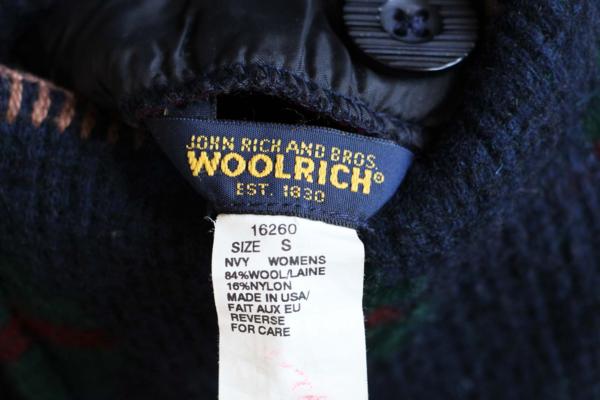 JOHN RICH AND BROS.
WOOLRICH®
EST. 1830
16260
SIZE S
NVY WOMENS
84%WOOL/LAINE
16%NYLON
MADE IN USA/
FAIT AUX EU
REVERSE
FOR CARE